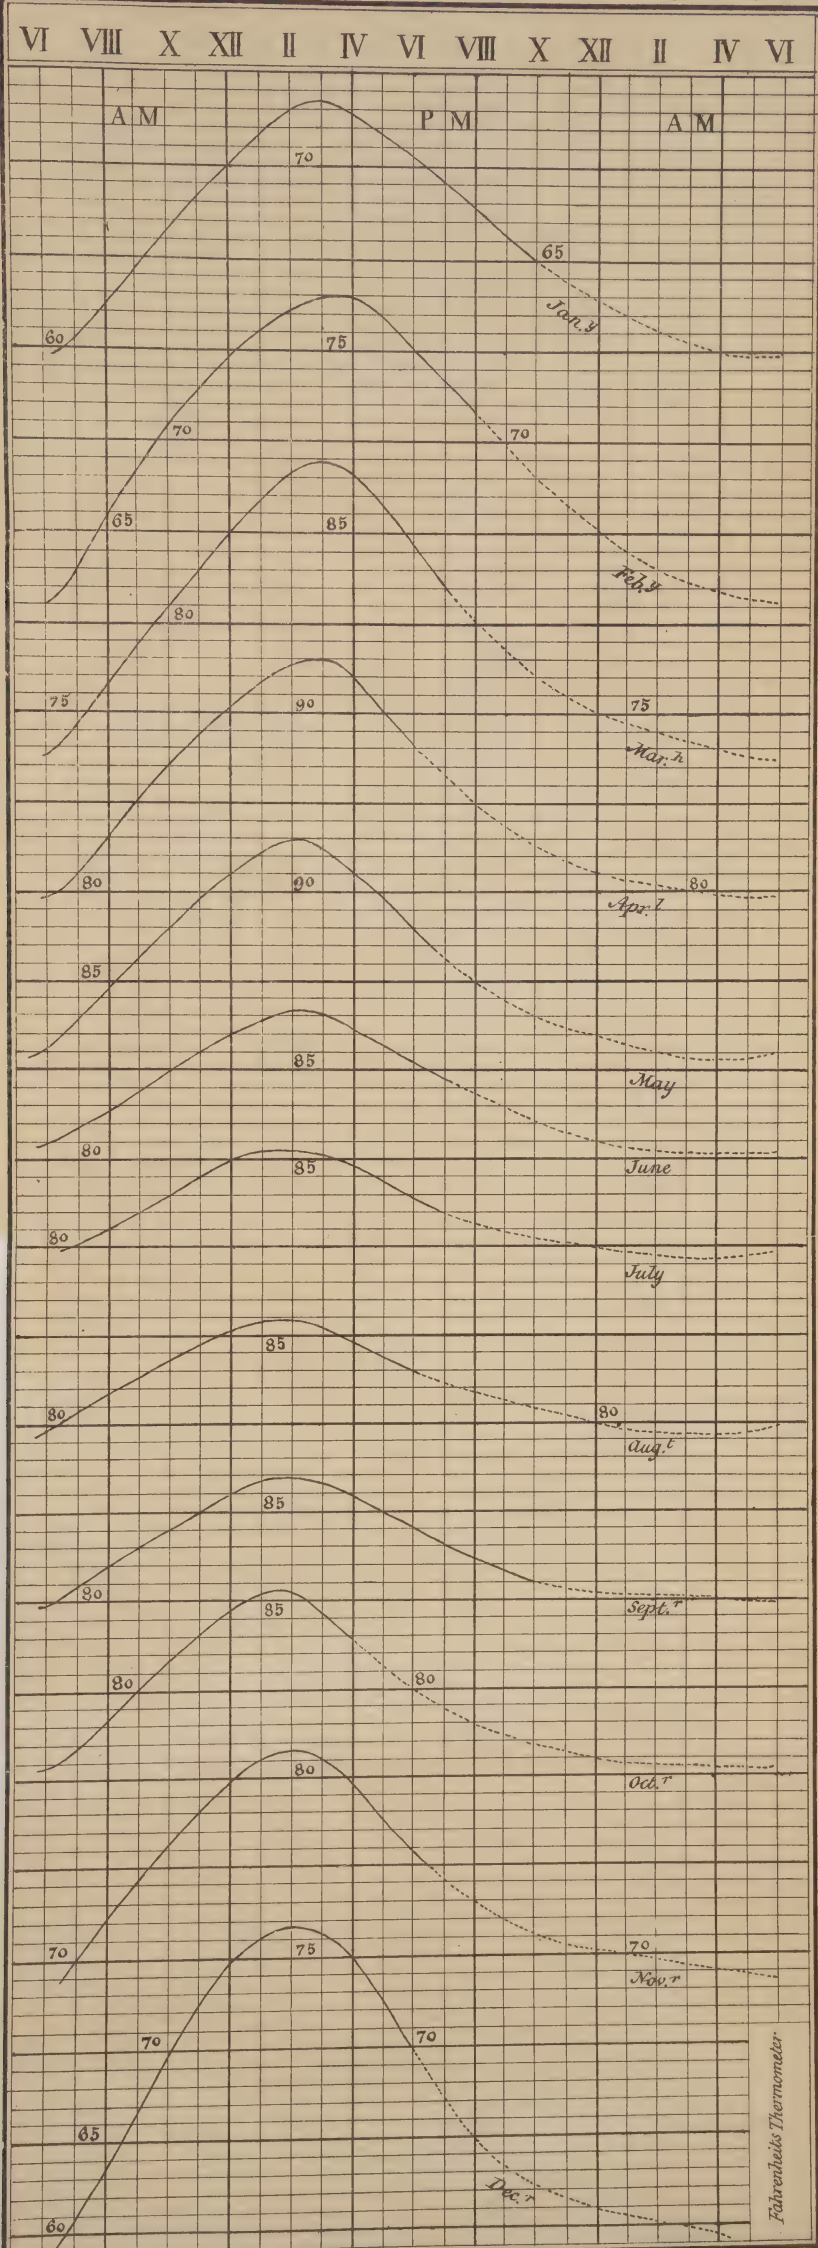 VI VIII X XII II IV VI VIII X XII II IV VI
A M P M A M
70
65
Jan.y
60
75
70 70
65 85
Feb.y
80
75 90 75
Mar.h
80 90 80
Apr.l
85
85
May
80 85 June
80
July
85
80 80
Aug.t
85
80 Sept.r
85
80 80
80 Oct.r
70 75 70
Nov.r
70 70
65
Dec.r
60
Fahrenheits Thermometer